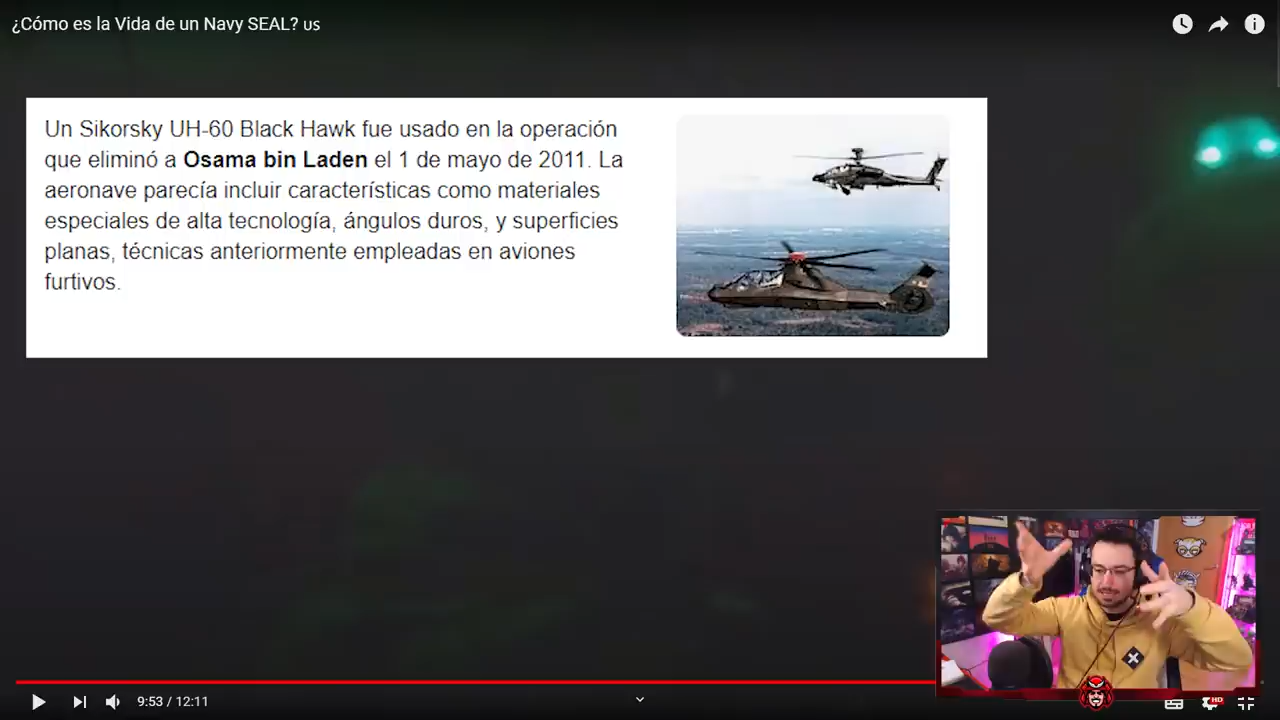 ¿Cómo es la Vida de un Navy SEAL? US
Un Sikorsky UH-60 Black Hawk fue usado en la operación
que eliminó a Osama bin Laden el 1 de mayo de 2011. La
aeronave parecía incluir características como materiales
especiales de alta tecnología, ángulos duros, y superficies
planas, técnicas anteriormente empleadas en aviones
furtivos.
9:53 / 12:11
HD